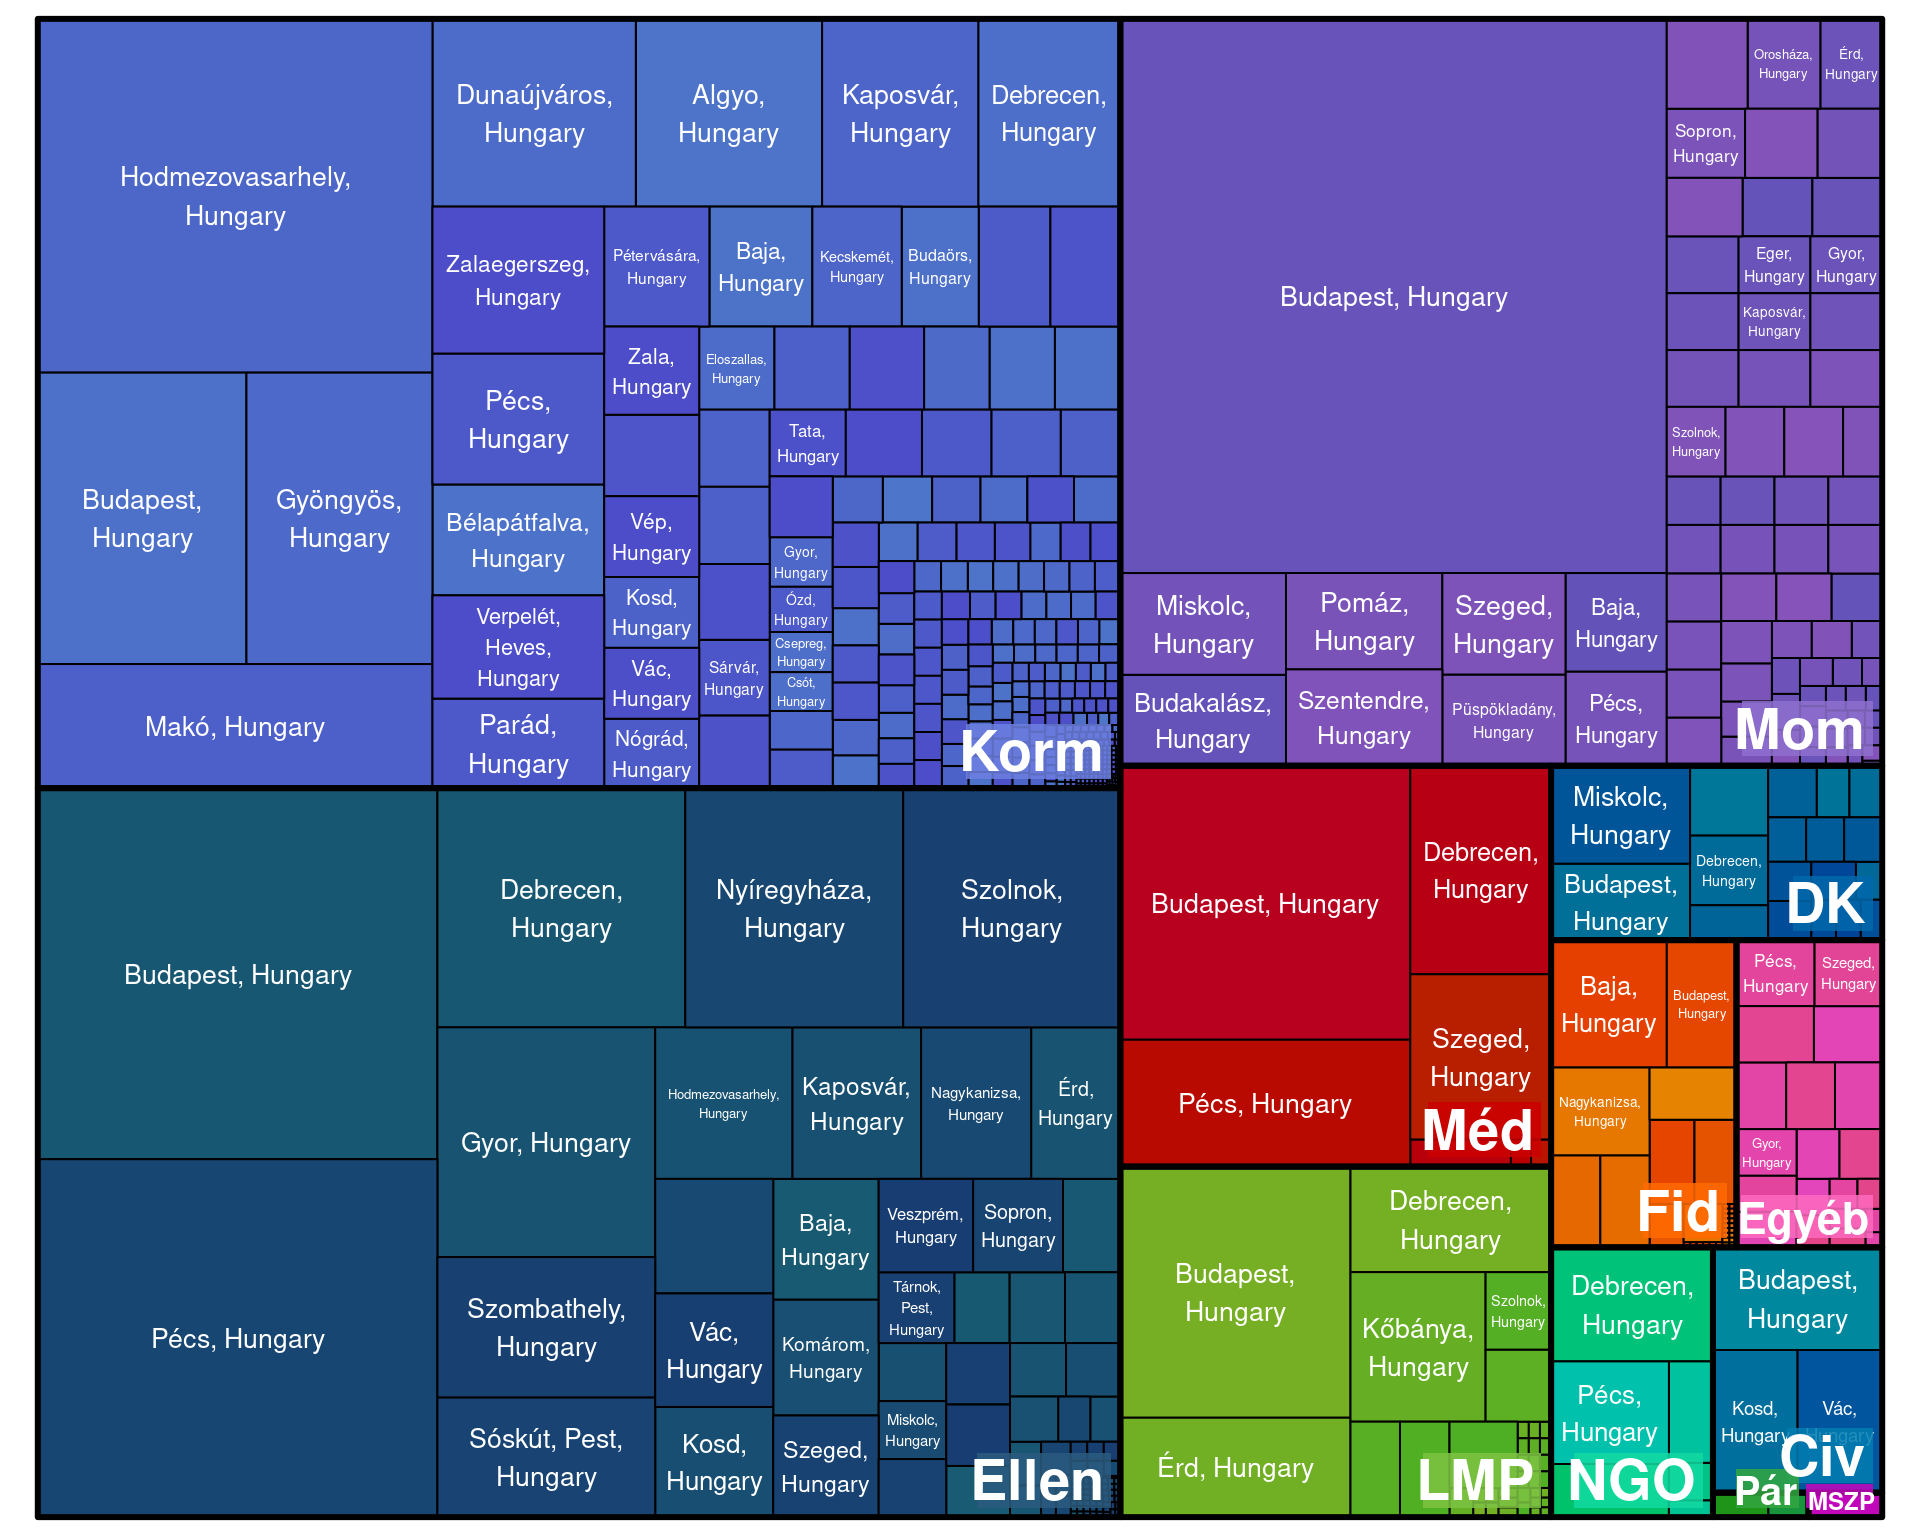 Hodmezovasarhely,
Hungary
Dunaújváros,
Hungary
Algyo,
Hungary
Kaposvár,
Hungary
Debrecen,
Hungary
Zalaegerszeg,
Hungary
Pétervására,
Hungary
Baja,
Hungary
Kecskemét,
Hungary
Budaörs,
Hungary
Zala,
Hungary
Eloszallas,
Hungary
Pécs,
Hungary
Tata,
Hungary
Budapest,
Hungary
Gyöngyös,
Hungary
Bélapátfalva,
Hungary
Vép,
Hungary
Gyor,
Hungary
Kosd,
Hungary
Ózd,
Hungary
Verpelét,
Heves,
Hungary
Csepreg,
Hungary
Vác,
Hungary
Sárvár,
Hungary
Csót,
Hungary
Makó, Hungary
Parád,
Hungary
Nógrád,
Hungary
Korm
Budapest, Hungary
Orosháza,
Hungary
Érd,
Hungary
Sopron,
Hungary
Eger,
Hungary
Gyor,
Hungary
Kaposvár,
Hungary
Szolnok,
Hungary
Miskolc,
Hungary
Pomáz,
Hungary
Szeged,
Hungary
Baja,
Hungary
Budakalász,
Hungary
Szentendre,
Hungary
Püspökladány,
Hungary
Pécs,
Hungary
Mom
Budapest, Hungary
Debrecen,
Hungary
Nyíregyháza,
Hungary
Szolnok,
Hungary
Pécs, Hungary
Gyor, Hungary
Hodmezovasarhely,
Hungary
Kaposvár,
Hungary
Nagykanizsa,
Hungary
Érd,
Hungary
Baja,
Hungary
Veszprém,
Hungary
Sopron,
Hungary
Szombathely,
Hungary
Vác,
Hungary
Komárom,
Hungary
Tárnok,
Pest,
Hungary
Miskolc,
Hungary
Sóskút, Pest,
Hungary
Kosd,
Hungary
Szeged,
Hungary
Ellen
Budapest, Hungary
Debrecen,
Hungary
Szeged,
Hungary
Pécs, Hungary
Méd
Miskolc,
Hungary
Budapest,
Hungary
Debrecen,
Hungary
DK
Baja,
Hungary
Budapest,
Hungary
Nagykanizsa,
Hungary
Fid
Pécs,
Hungary
Szeged,
Hungary
Gyor,
Hungary
Egyéb
Budapest,
Hungary
Debrecen,
Hungary
Kőbánya,
Hungary
Szolnok,
Hungary
Érd, Hungary
LMP
Debrecen,
Hungary
Pécs,
Hungary
NGO
Budapest,
Hungary
Kosd,
Hungary
Vác,
Hungary
Civ
Pár
MSZP